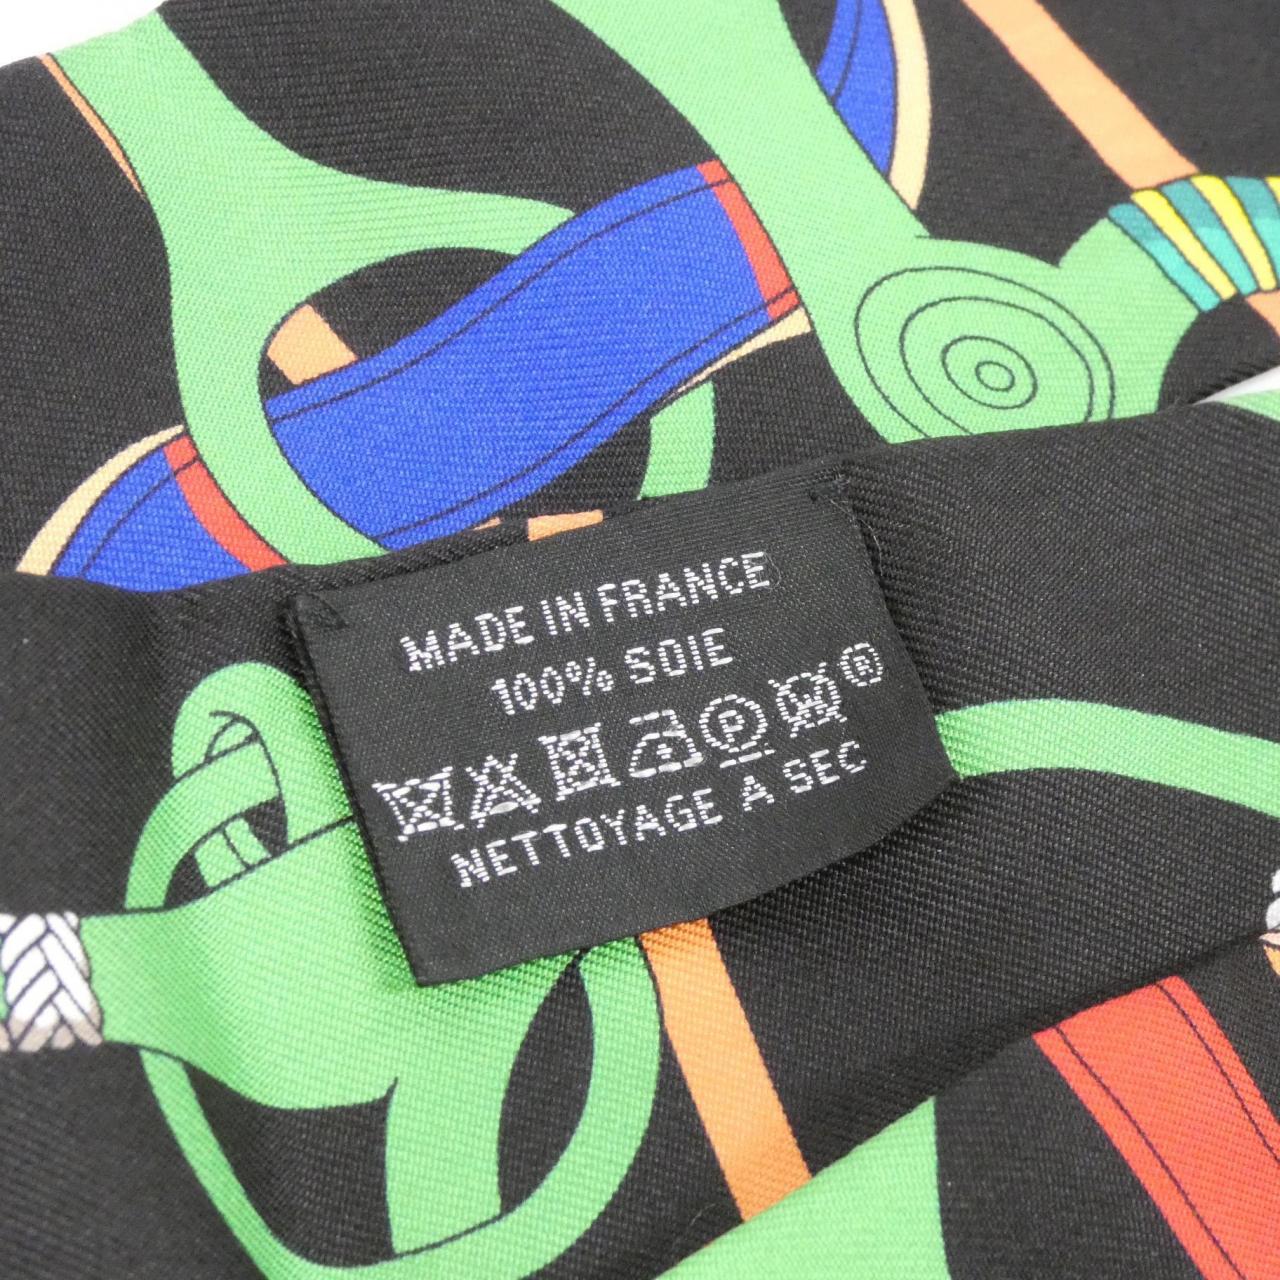 MADE IN FRANCE
100% SOIE
P W ®
NETTOYAGE A SEC